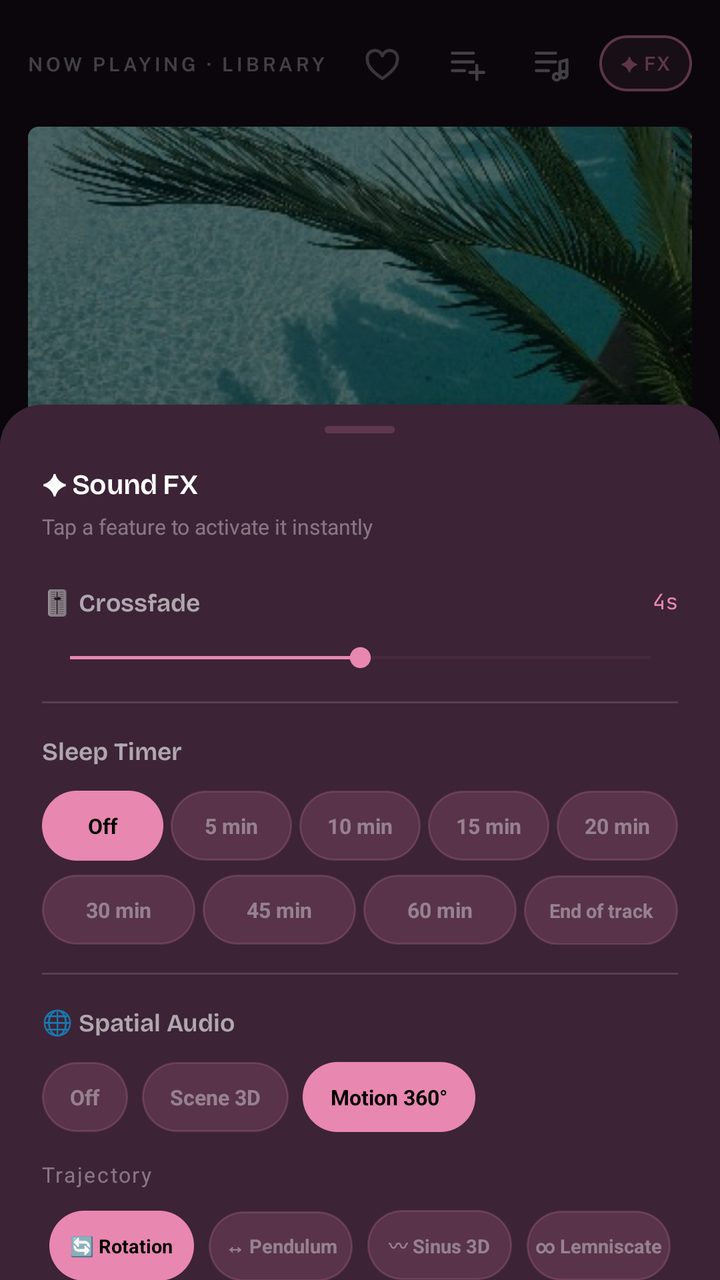 NOW PLAYING · LIBRARY ✦ FX
✦ Sound FX
Tap a feature to activate it instantly
🎚 Crossfade 4s
Sleep Timer
Off 5 min 10 min 15 min 20 min
30 min 45 min 60 min End of track
🌐 Spatial Audio
Off Scene 3D Motion 360°
Trajectory
🔄 Rotation ↔ Pendulum 〰 Sinus 3D ∞ Lemniscate